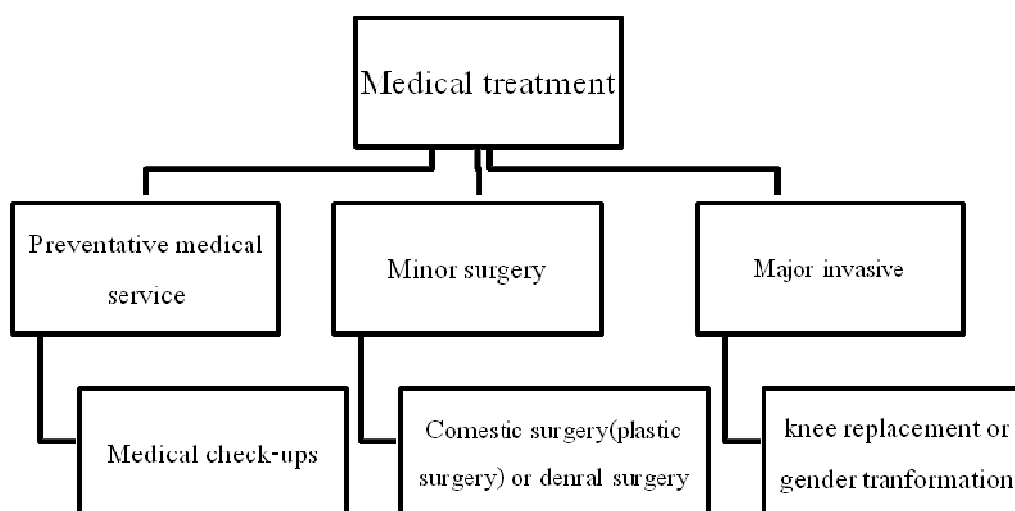 Medical treatment
Preventative medical
service
Minor surgery
Major invasive
Medical check-ups
Comestic surgery(plastic
surgery) or denral surgery
knee replacement or
gender tranformation